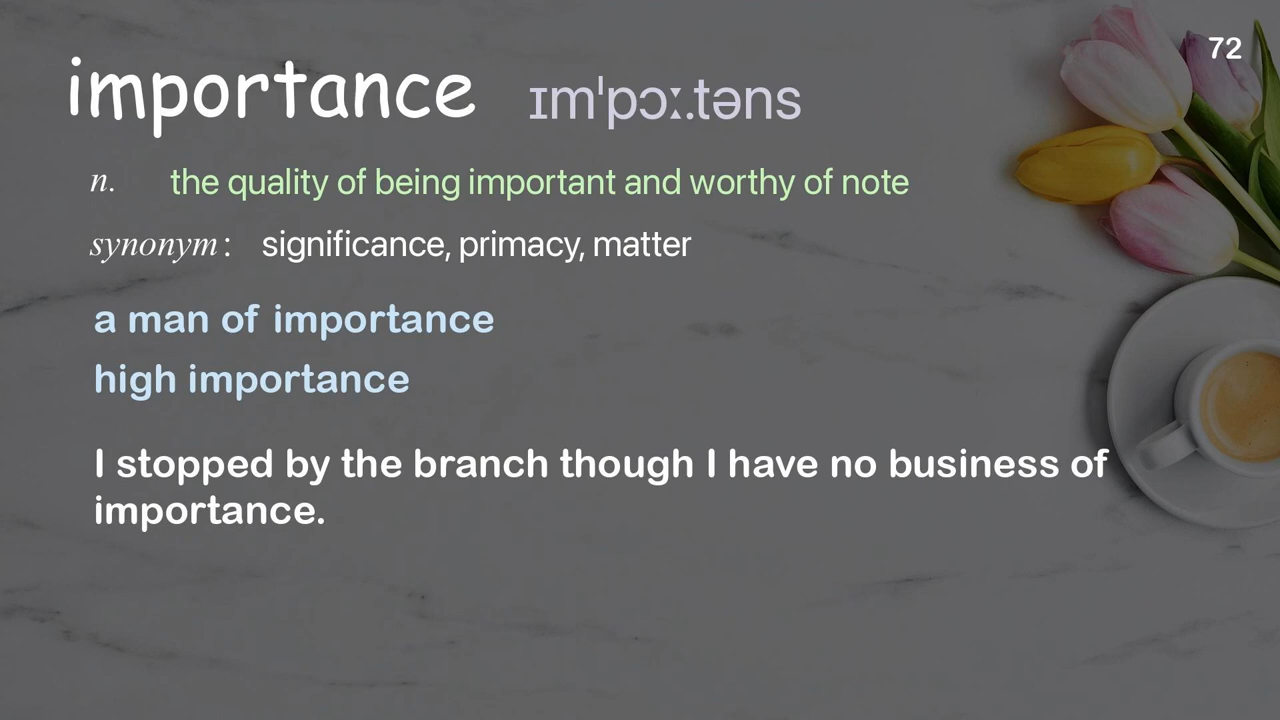 72
importance ɪmˈpɔː.təns
n. the quality of being important and worthy of note
synonym : significance, primacy, matter
a man of importance
high importance
I stopped by the branch though I have no business of
importance.